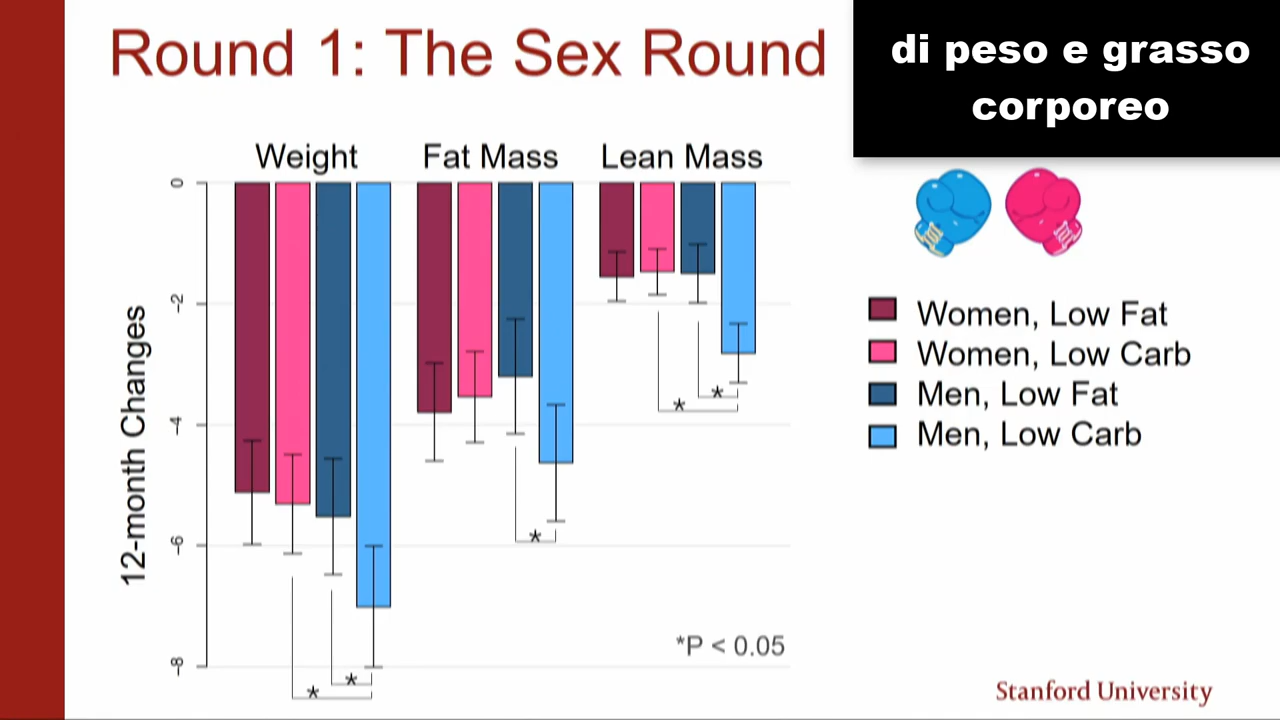 Round 1: The Sex Round
di peso e grasso
corporeo
Weight
Fat Mass
Lean Mass
12-month Changes
0
-2
-4
-6
-8
*
*
*
*
*
*P < 0.05
Women, Low Fat
Women, Low Carb
Men, Low Fat
Men, Low Carb
Stanford University